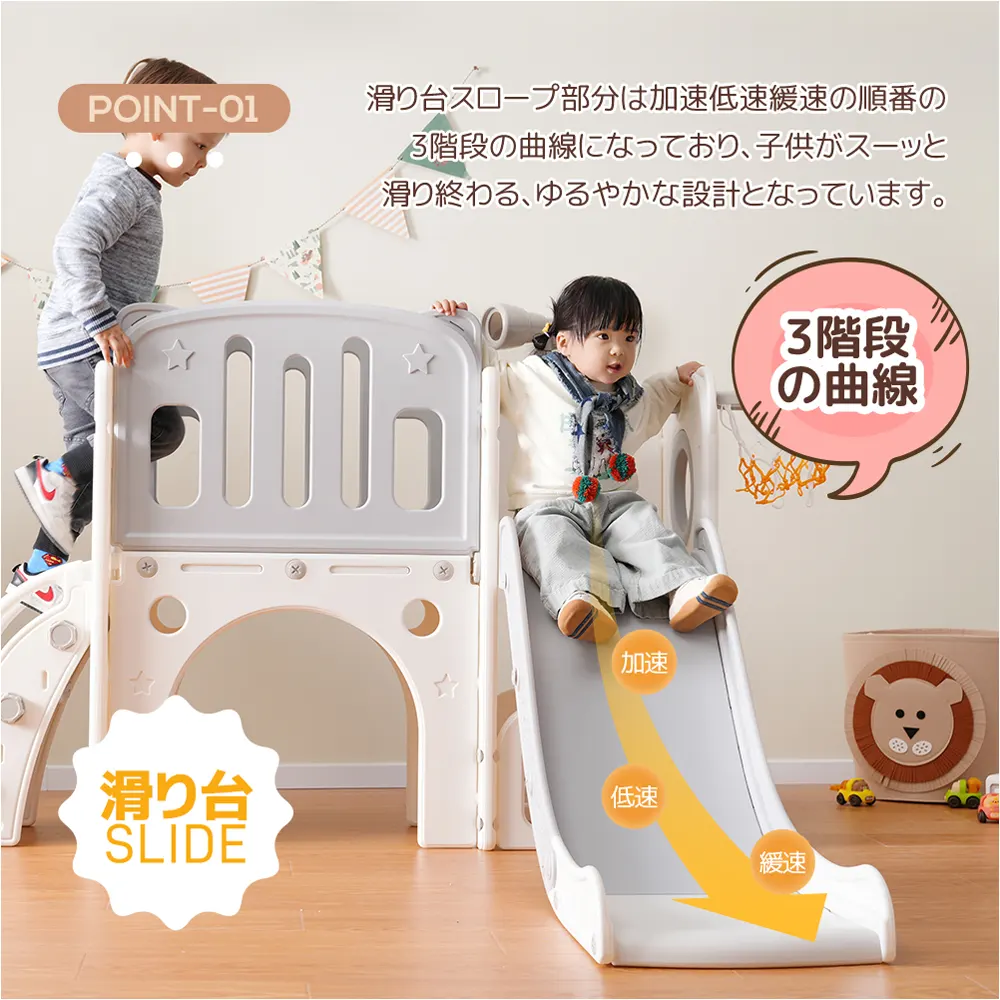 POINT-01
滑り台スロープ部分は加速低速緩速の順番の
3階段の曲線になっており、子供がスーッと
滑り終わる、ゆるやかな設計となっています。
3階段
の曲線
加速
低速
緩速
滑り台
SLIDE